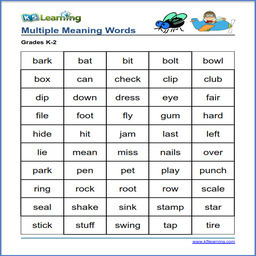 K5 Learning
Multiple Meaning Words
Grades K-2
bark bat bit bolt bowl
box can check clip club
dip down dress eye fair
file foot fly gum hard
hide hit jam last left
lie mean miss nails over
park pen pet play punch
ring rock root row scale
seal shake sink stamp star
stick stuff swing tap tire
www.k5learning.com